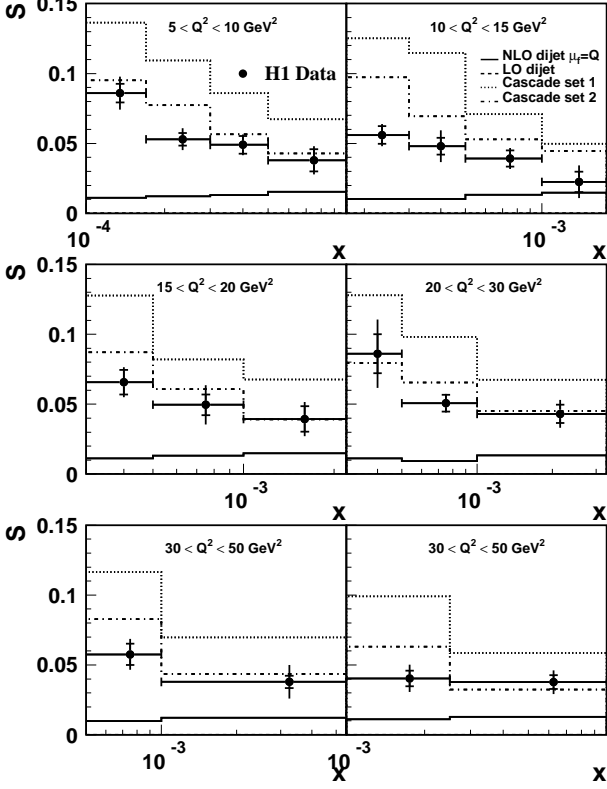 S
0.15
0.1
0.05
0
5 < Q² < 10 GeV²
H1 Data
10 < Q² < 15 GeV²
NLO dijet μ_f=Q
LO dijet
Cascade set 1
Cascade set 2
10⁻⁴
x
10⁻³
x
S
0.15
0.1
0.05
0
15 < Q² < 20 GeV²
20 < Q² < 30 GeV²
10⁻³
x
10⁻³
x
S
0.15
0.1
0.05
0
30 < Q² < 50 GeV²
30 < Q² < 50 GeV²
10⁻³
10⁻³
x
x